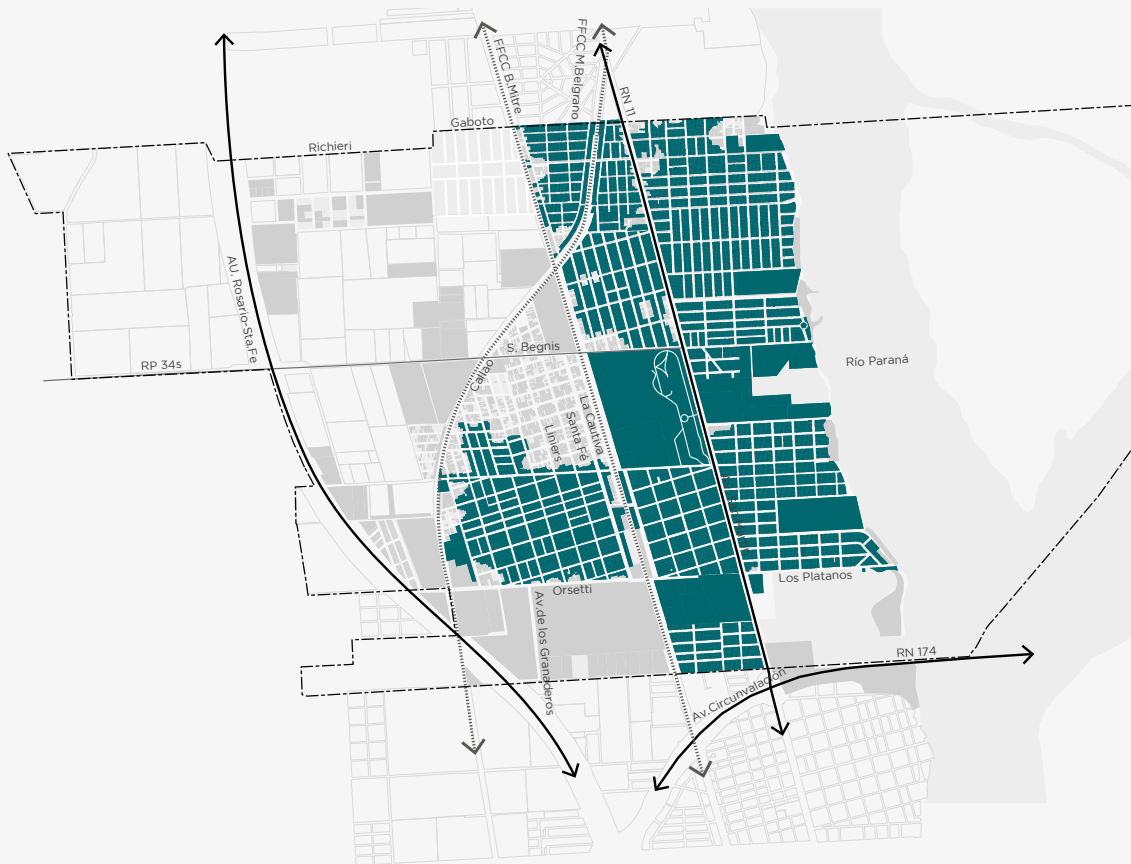 FFCC B.Mitre
FFCC M.Belgrano
RN 11
Gaboto
Richieri
AU. Rosario-Sta.Fe
S. Begnis
RP 34s
Callao
Río Paraná
La Cautiva
Santa Fé
Liniers
Los Platanos
Orsetti
Av.de los Granaderos
RN 174
Av.Circunvalación